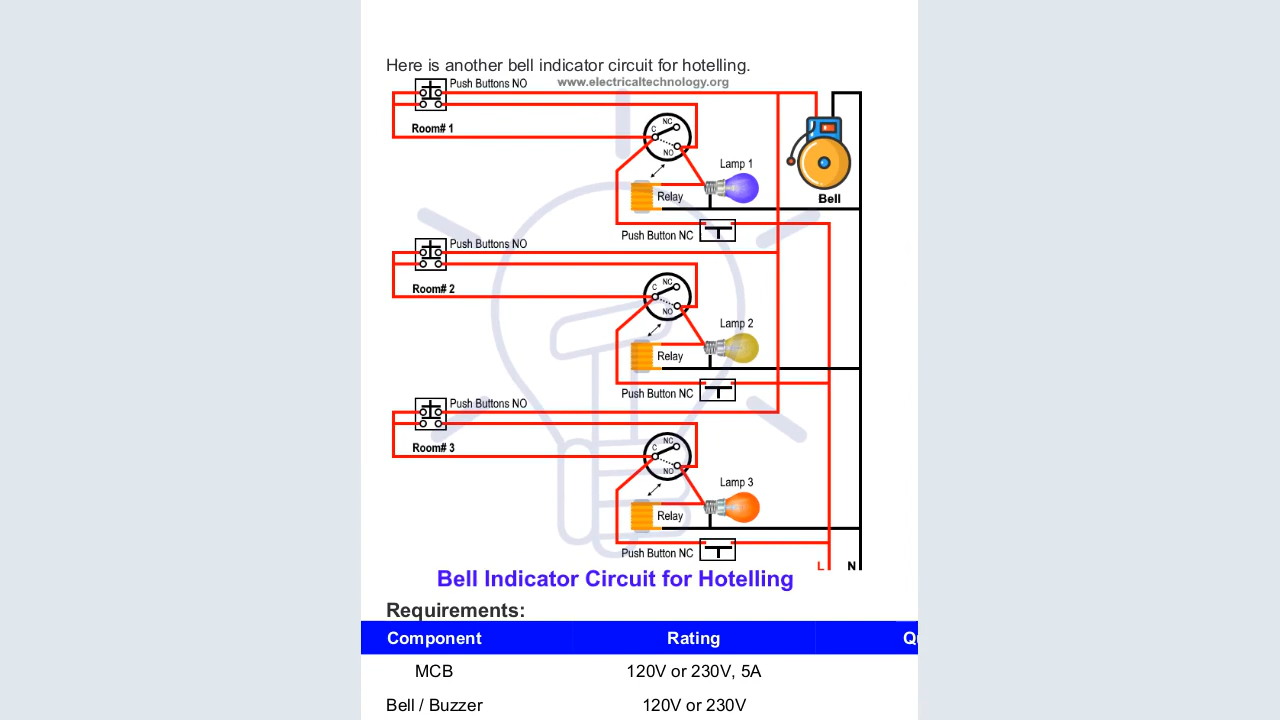 Here is another bell indicator circuit for hotelling.
www.electricaltechnology.org
Push Buttons NO
Room# 1
NC
C
NO
Lamp 1
Relay
Bell
Push Button NC
Push Buttons NO
Room# 2
NC
C
NO
Lamp 2
Relay
Push Button NC
Push Buttons NO
Room# 3
NC
C
NO
Lamp 3
Relay
Push Button NC
L N
Bell Indicator Circuit for Hotelling
Requirements:
Component Rating
MCB 120V or 230V, 5A
Bell / Buzzer 120V or 230V